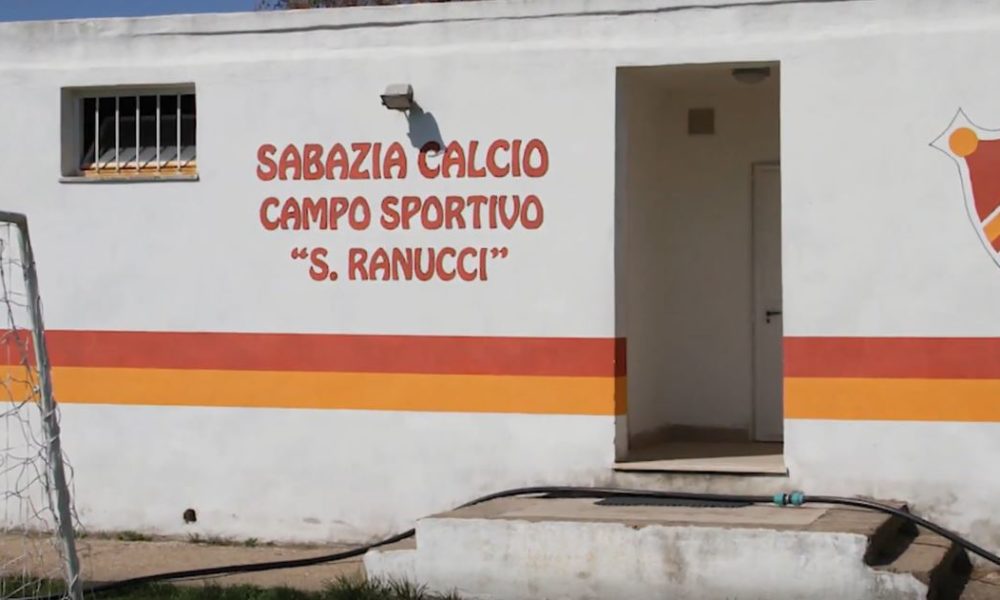 SABAZIA CALCIO
CAMPO SPORTIVO
“S. RANUCCI”